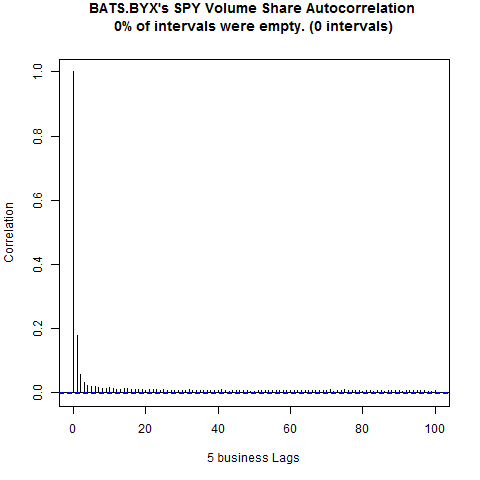 BATS.BYX's SPY Volume Share Autocorrelation
0% of intervals were empty. (0 intervals)
Correlation
1.0
0.8
0.6
0.4
0.2
0.0
0 20 40 60 80 100
5 business Lags